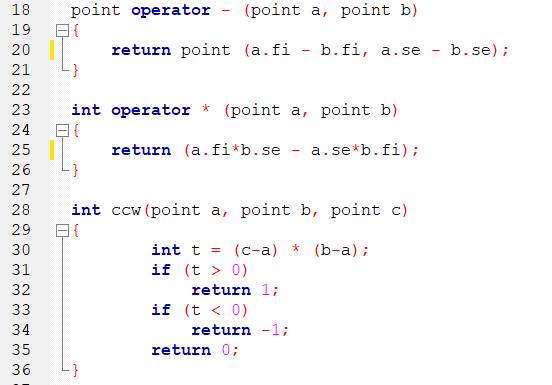 18 point operator - (point a, point b)
19 {
20 return point (a.fi - b.fi, a.se - b.se);
21 }
22
23 int operator * (point a, point b)
24 {
25 return (a.fi*b.se - a.se*b.fi);
26 }
27
28 int ccw(point a, point b, point c)
29 {
30 int t = (c-a) * (b-a);
31 if (t > 0)
32 return 1;
33 if (t < 0)
34 return -1;
35 return 0;
36 }